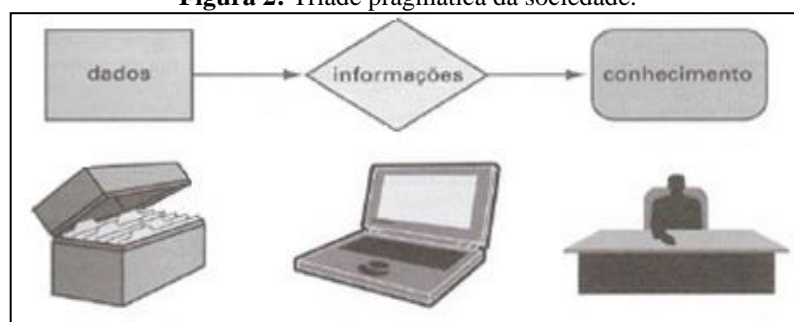 Figura 2: Tríade pragmática da sociedade.
dados
informações
conhecimento